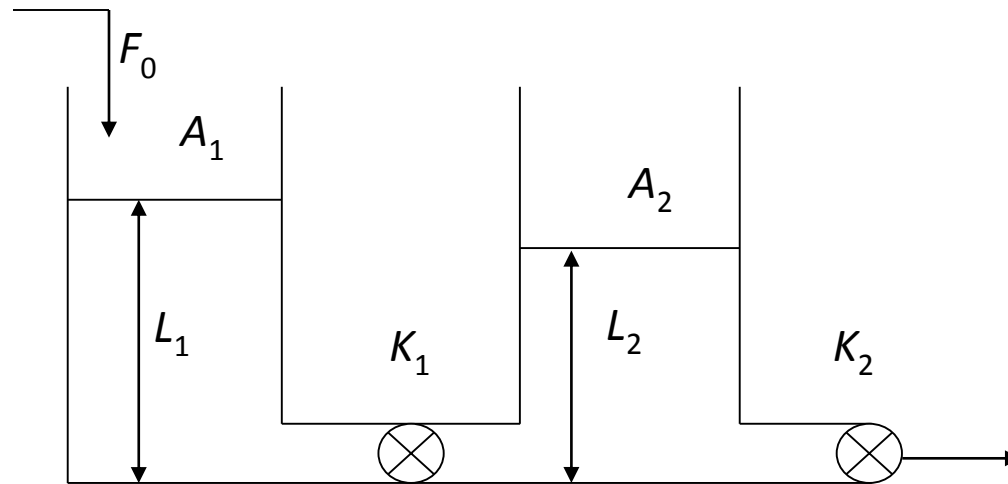 F₀
A₁
A₂
L₁
K₁
L₂
K₂